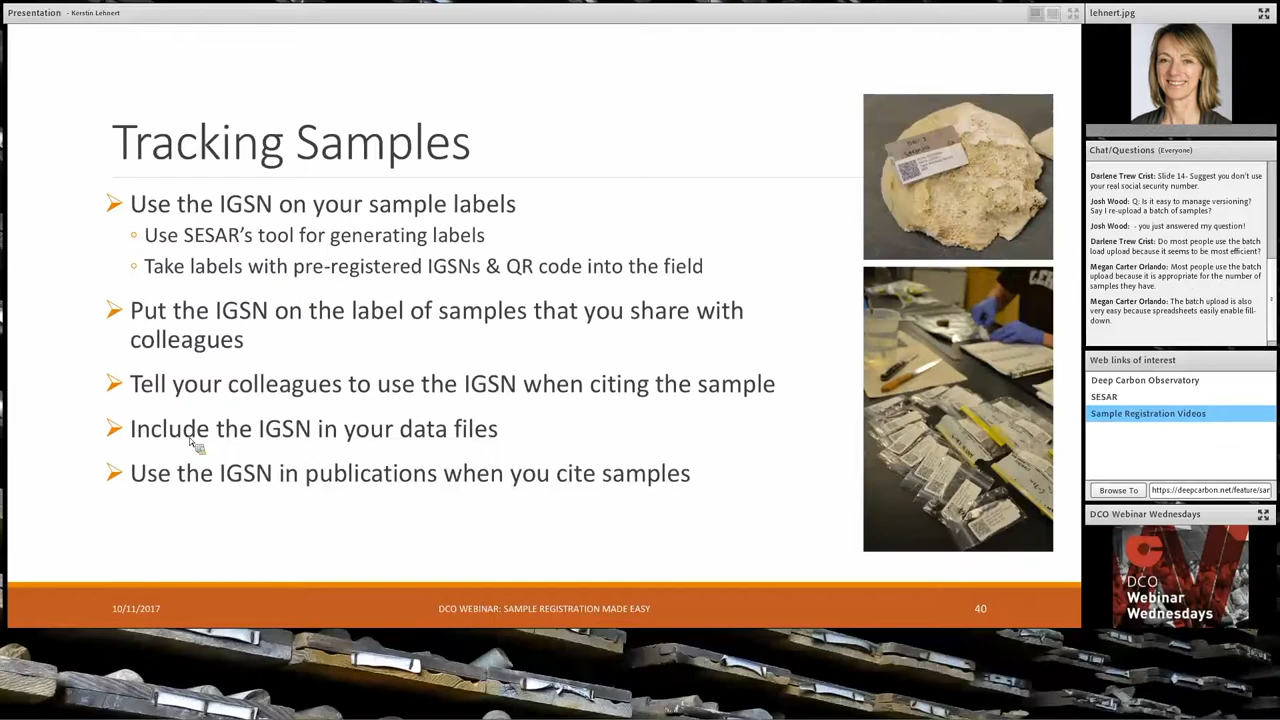 Presentation - Kerstin Lehnert
lehnert.jpg
Tracking Samples
Use the IGSN on your sample labels
Use SESAR's tool for generating labels
Take labels with pre-registered IGSNs & QR code into the field
Put the IGSN on the label of samples that you share with
colleagues
Tell your colleagues to use the IGSN when citing the sample
Include the IGSN in your data files
Use the IGSN in publications when you cite samples
10/11/2017
DCO WEBINAR: SAMPLE REGISTRATION MADE EASY
40
Chat/Questions (Everyone)
Darlene Trew Crist: Slide 14- Suggest you don't use
your real social security number.
Josh Wood: Q: Is it easy to manage versioning?
Say I re-upload a batch of samples?
Josh Wood: - you just answered my question!
Darlene Trew Crist: Do most people use the batch
load upload because it seems to be most efficient?
Megan Carter Orlando: Most people use the batch
upload because it is appropriate for the number of
samples they have.
Megan Carter Orlando: The batch upload is also
very easy because spreadsheets easily enable fill-
down.
Web links of interest
Deep Carbon Observatory
SESAR
Sample Registration Videos
Browse To
https://deepcarbon.net/feature/sar
DCO Webinar Wednesdays
DCO
Webinar
Wednesdays